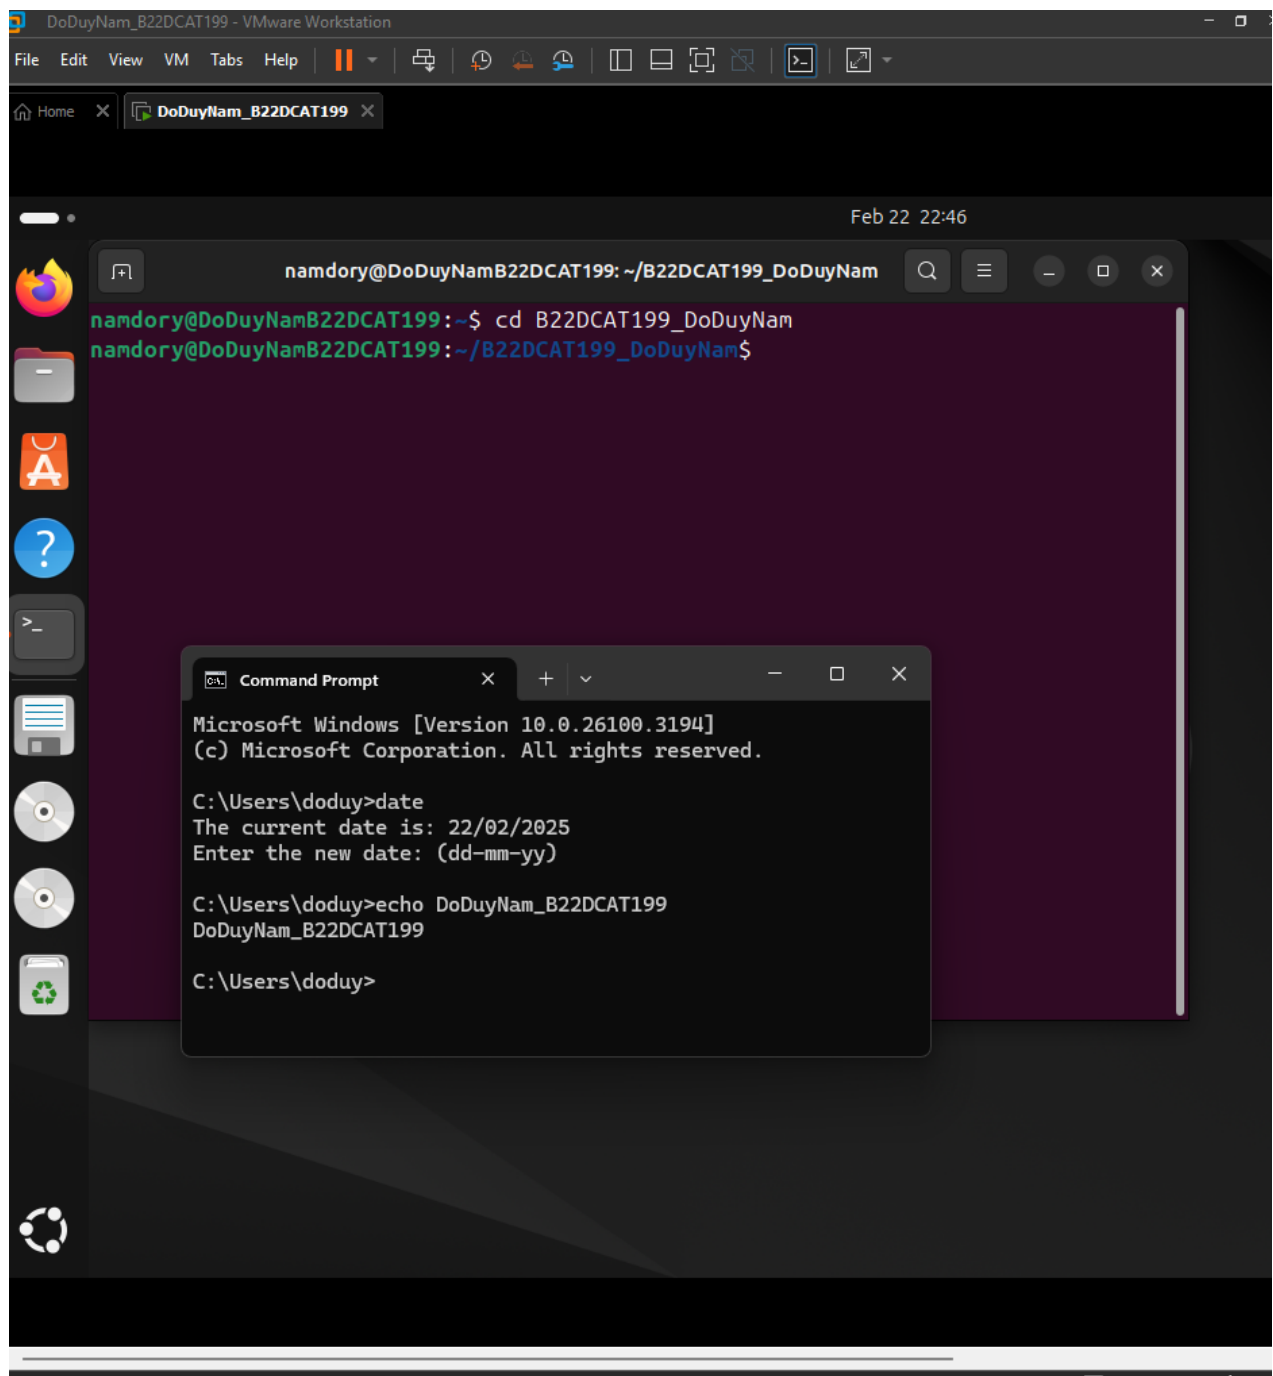 DoDuyNam_B22DCAT199 - VMware Workstation
File Edit View VM Tabs Help
Home DoDuyNam_B22DCAT199
Feb 22 22:46
namdory@DoDuyNamB22DCAT199: ~/B22DCAT199_DoDuyNam
namdory@DoDuyNamB22DCAT199:~$ cd B22DCAT199_DoDuyNam
namdory@DoDuyNamB22DCAT199:~/B22DCAT199_DoDuyNam$
Command Prompt
Microsoft Windows [Version 10.0.26100.3194]
(c) Microsoft Corporation. All rights reserved.
C:\Users\doduy>date
The current date is: 22/02/2025
Enter the new date: (dd-mm-yy)
C:\Users\doduy>echo DoDuyNam_B22DCAT199
DoDuyNam_B22DCAT199
C:\Users\doduy>